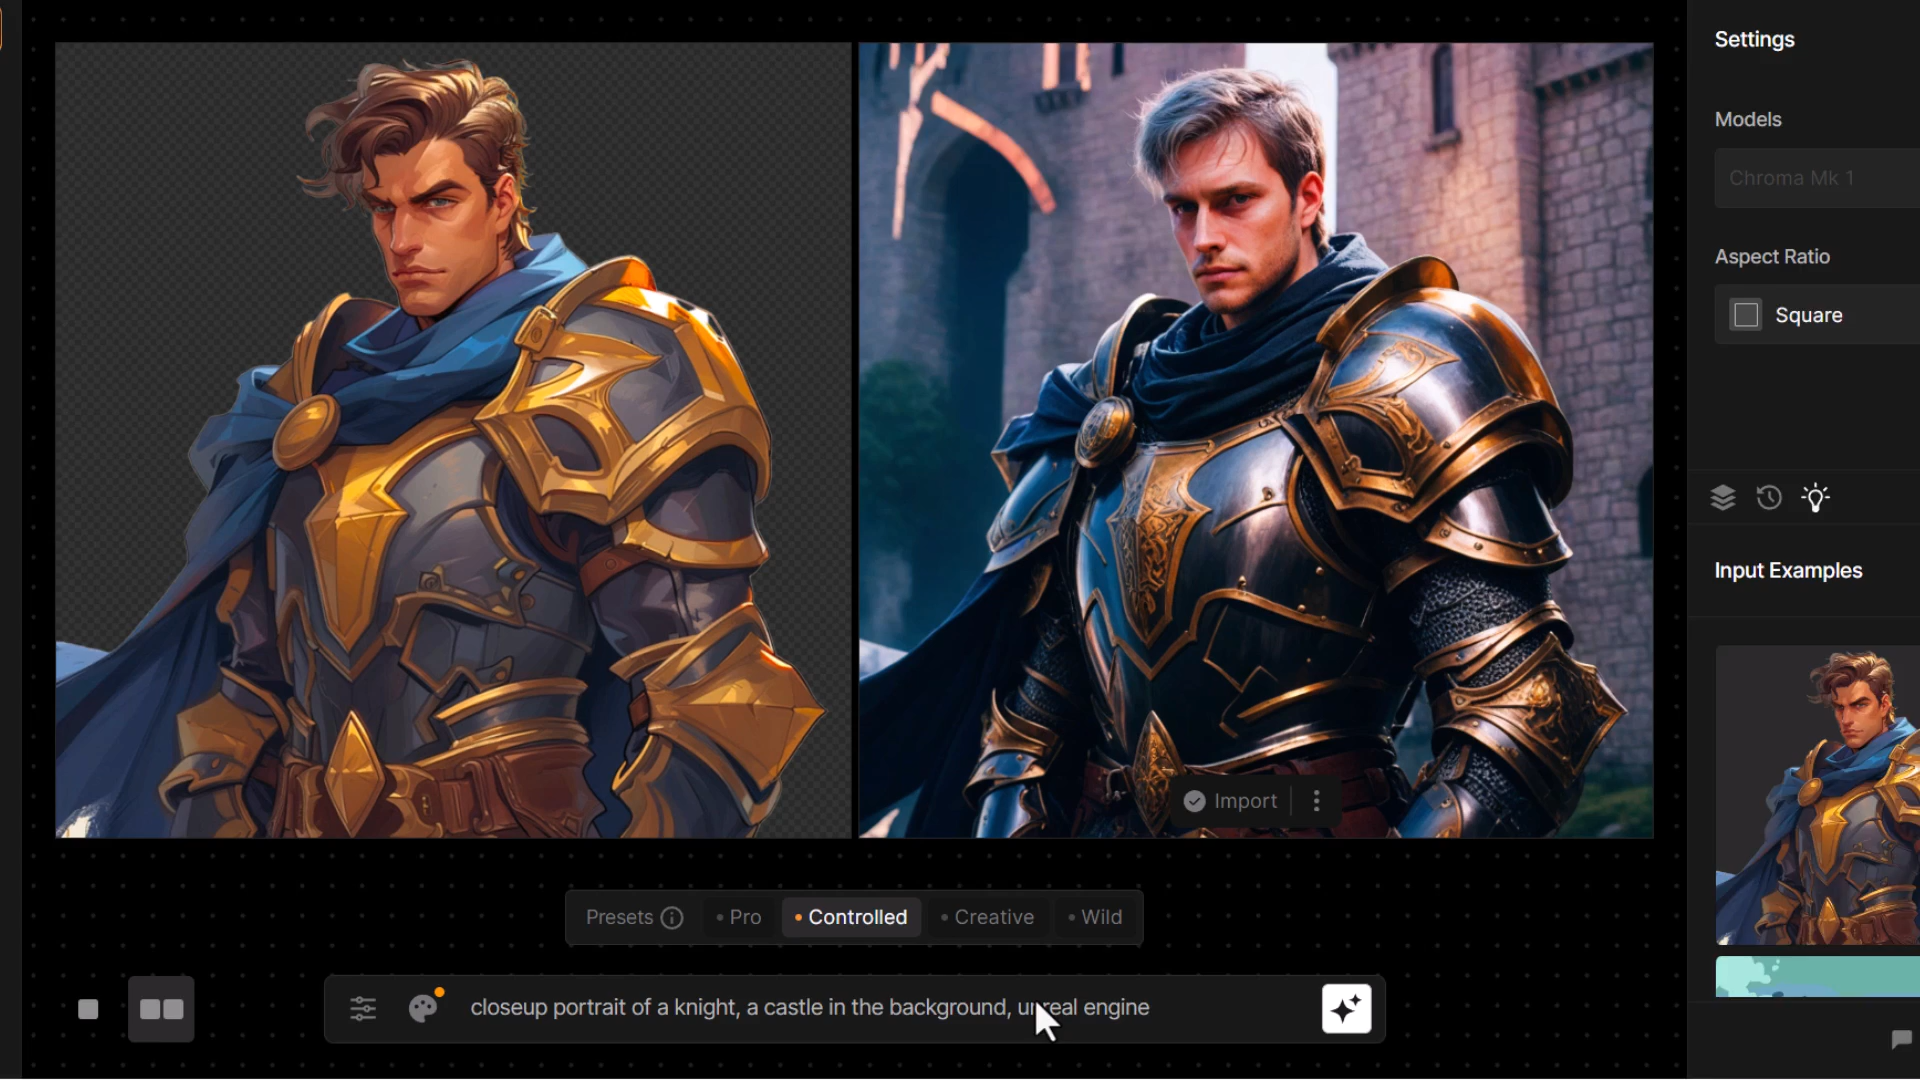 Settings
Models
Chroma Mk 1
Aspect Ratio
Square
Input Examples
Import
Presets
Pro
Controlled
Creative
Wild
closeup portrait of a knight, a castle in the background, unreal engine